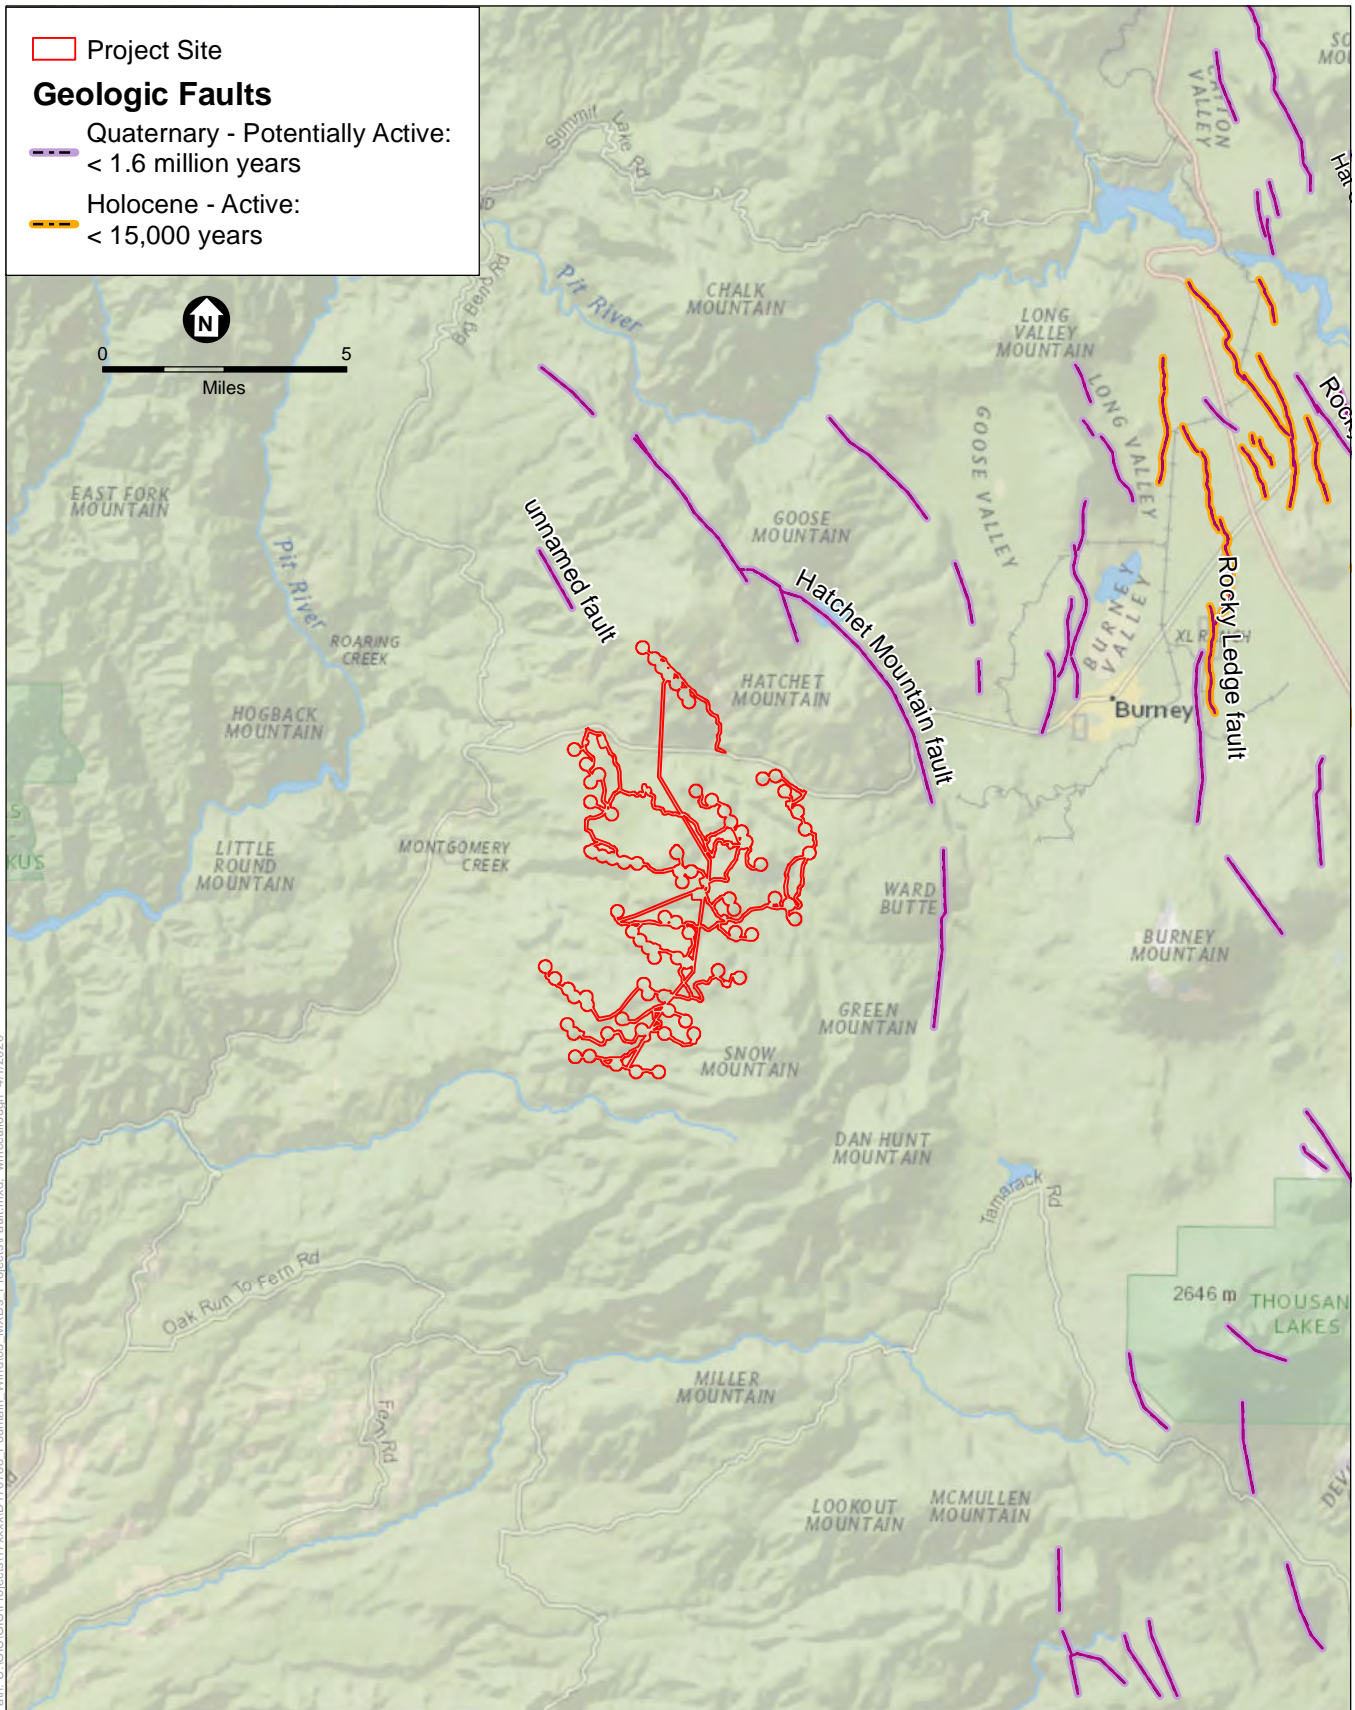 Project Site
Geologic Faults
Quaternary - Potentially Active:
< 1.6 million years
Holocene - Active:
< 15,000 years
N
0 5
Miles
Summit Lake Rd
Big Bend Rd
Pit River
CHALK
MOUNTAIN
LONG
VALLEY
MOUNTAIN
LONG VALLEY
GOOSE VALLEY
EAST FORK
MOUNTAIN
Pit River
unnamed fault
GOOSE
MOUNTAIN
Hatchet Mountain fault
BURNEY
VALLEY
Rocky Ledge fault
ROARING
CREEK
HOGBACK
MOUNTAIN
HATCHET
MOUNTAIN
Burney
LITTLE
ROUND
MOUNTAIN
MONTGOMERY
CREEK
WARD
BUTTE
BURNEY
MOUNTAIN
GREEN
MOUNTAIN
SNOW
MOUNTAIN
DAN HUNT
MOUNTAIN
Tamarack Rd
Oak Run To Fern Rd
2646 m
THOUSAN
LAKES
MILLER
MOUNTAIN
Fern Rd
LOOKOUT
MOUNTAIN
MCMULLEN
MOUNTAIN